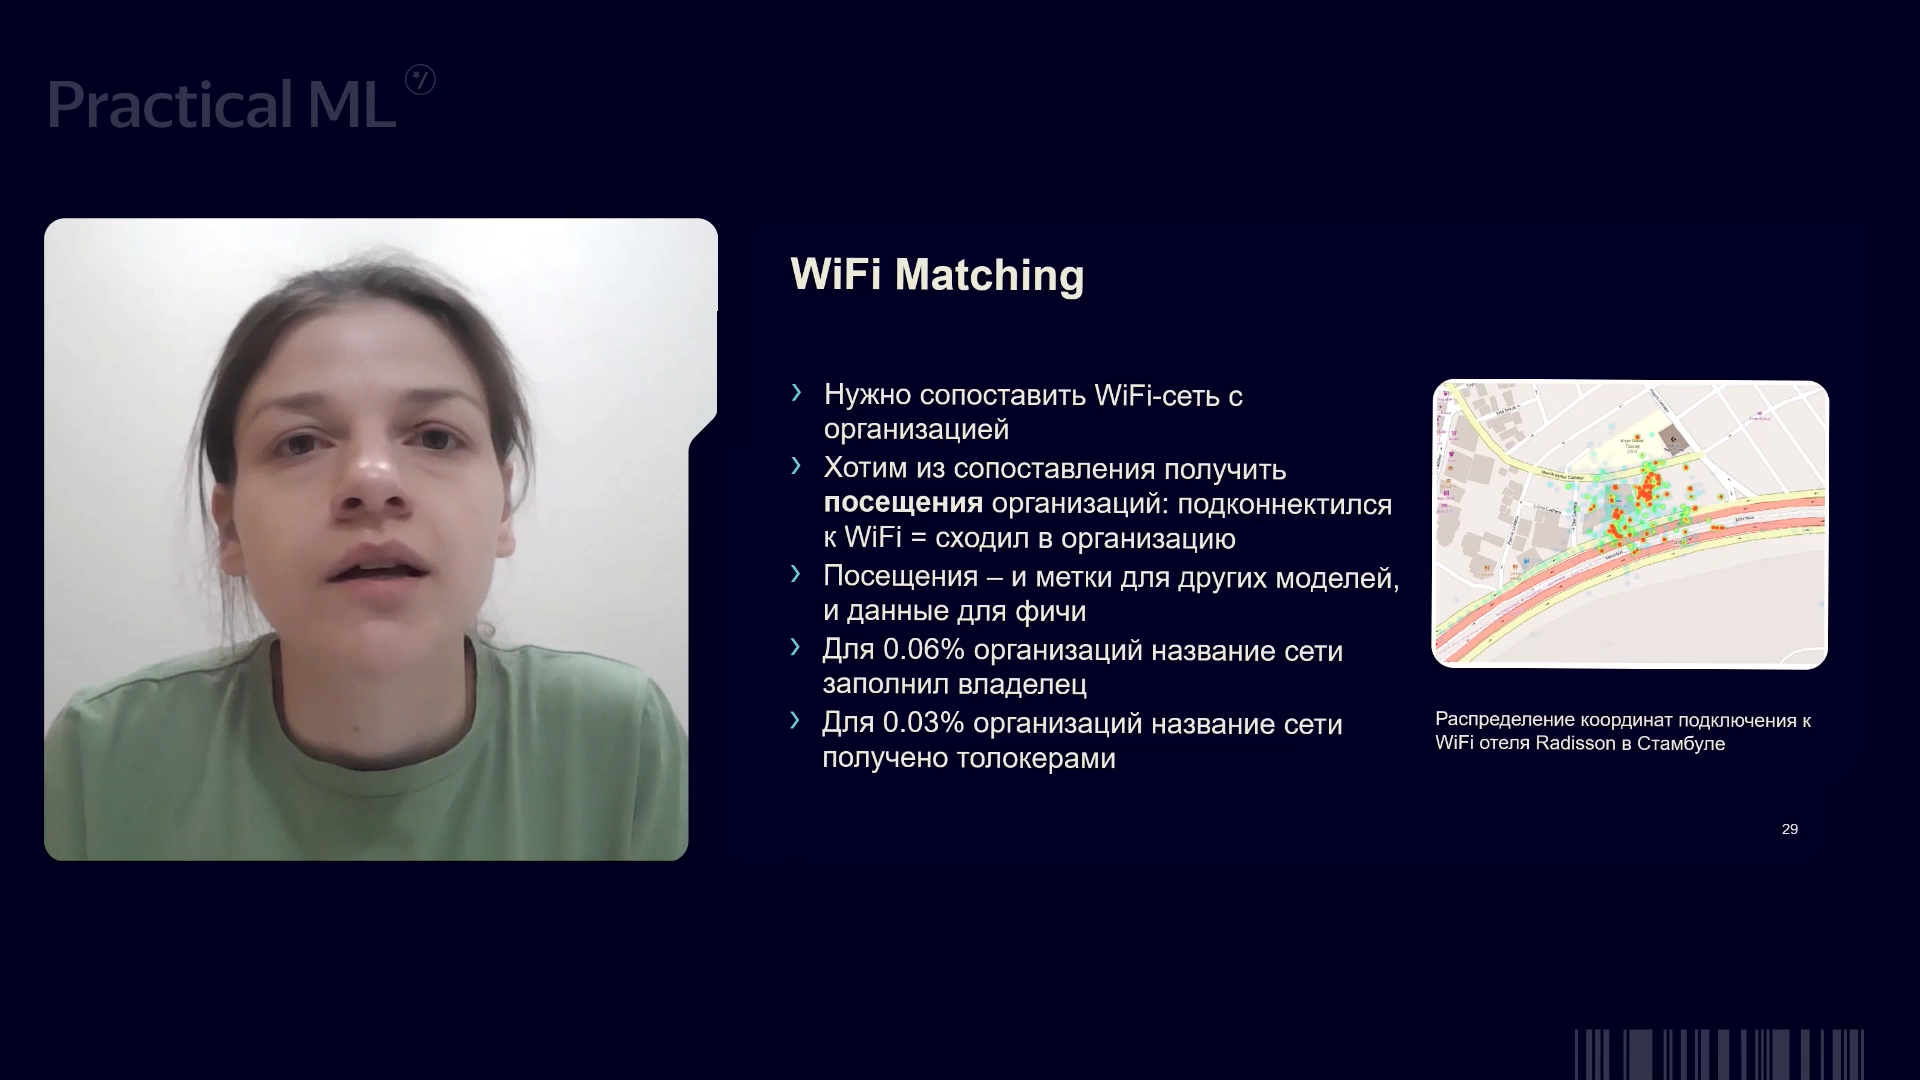 Practical ML
WiFi Matching
Нужно сопоставить WiFi-сеть с
организацией
Хотим из сопоставления получить
посещения организаций: подконнектился
к WiFi = сходил в организацию
Посещения – и метки для других моделей,
и данные для фичи
Для 0.06% организаций название сети
заполнил владелец
Для 0.03% организаций название сети
получено толокерами
Распределение координат подключения к
WiFi отеля Radisson в Стамбуле
29